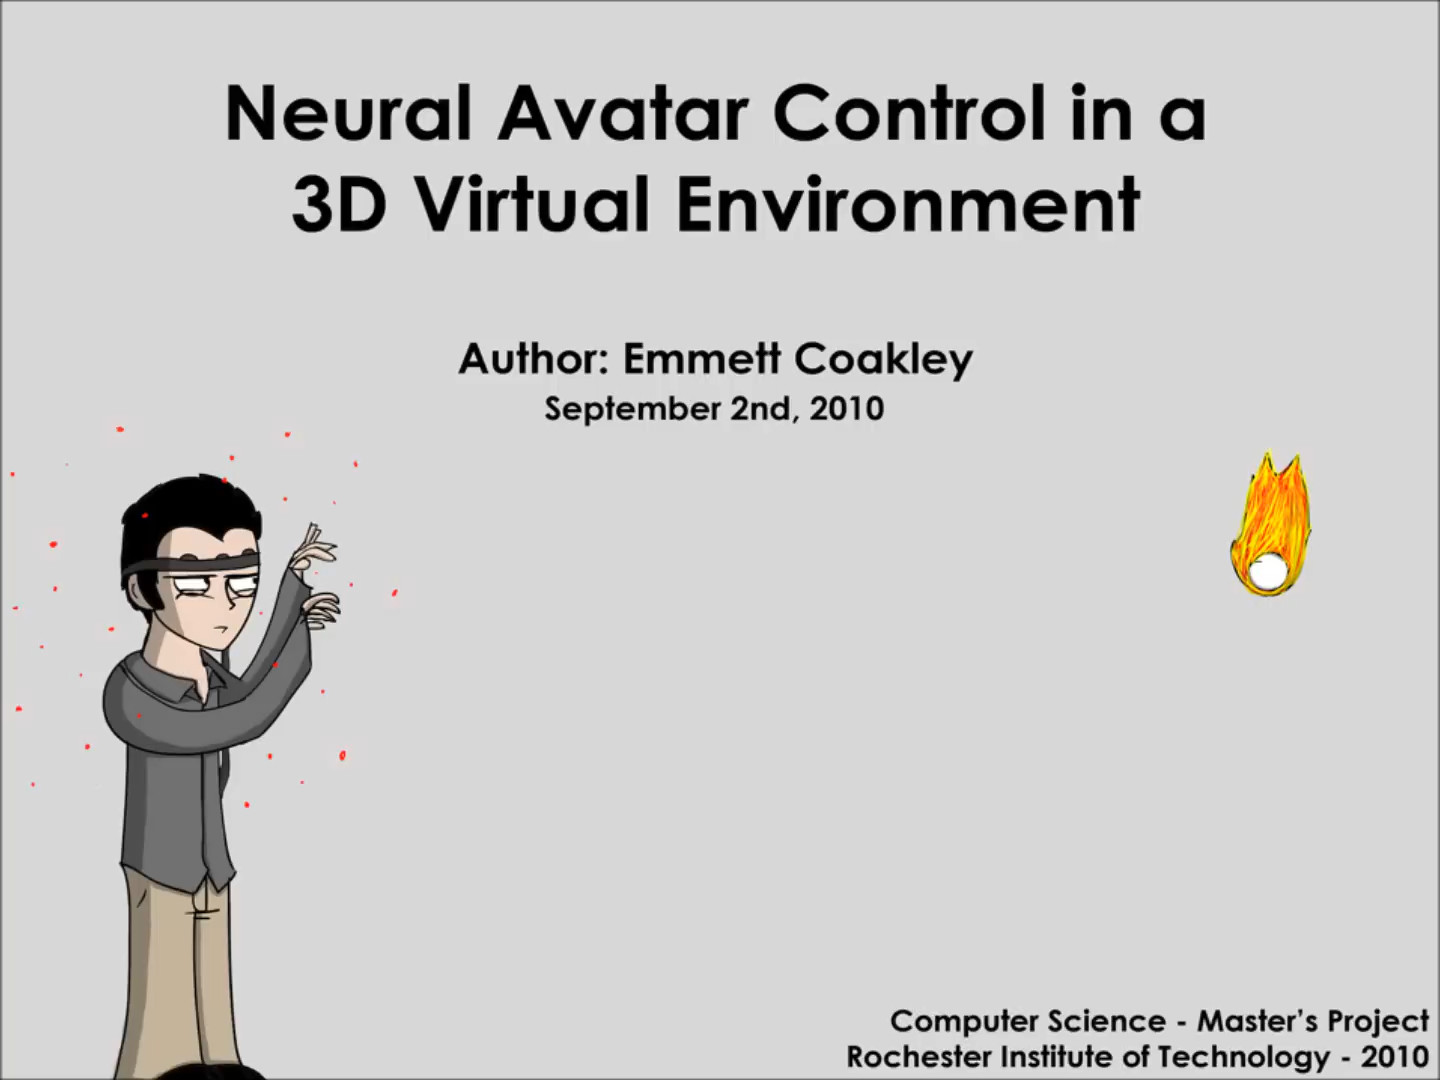 Neural Avatar Control in a
3D Virtual Environment
Author: Emmett Coakley
September 2nd, 2010
Computer Science - Master's Project
Rochester Institute of Technology - 2010